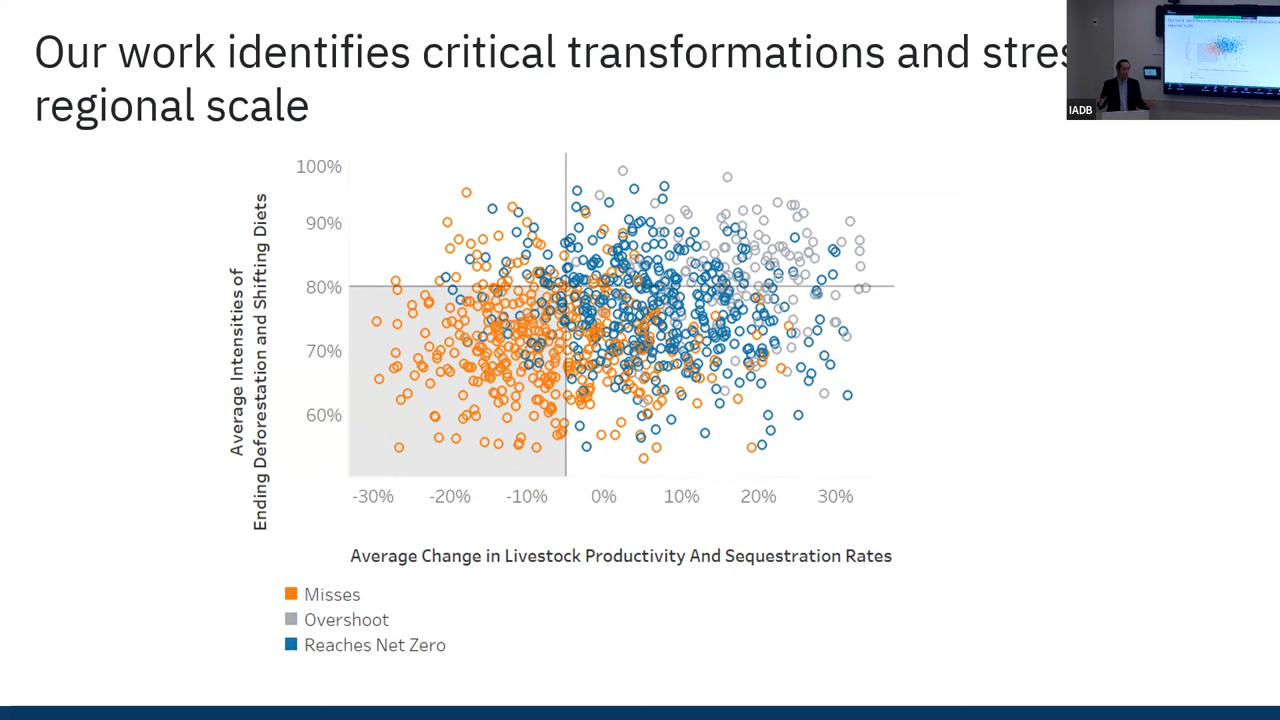 Our work identifies critical transformations and
regional scale
IADB
100%
90%
80%
70%
60%
Average Intensities of
Ending Deforestation and Shifting Diets
-30% -20% -10% 0% 10% 20% 30%
Average Change in Livestock Productivity And Sequestration Rates
Misses
Overshoot
Reaches Net Zero